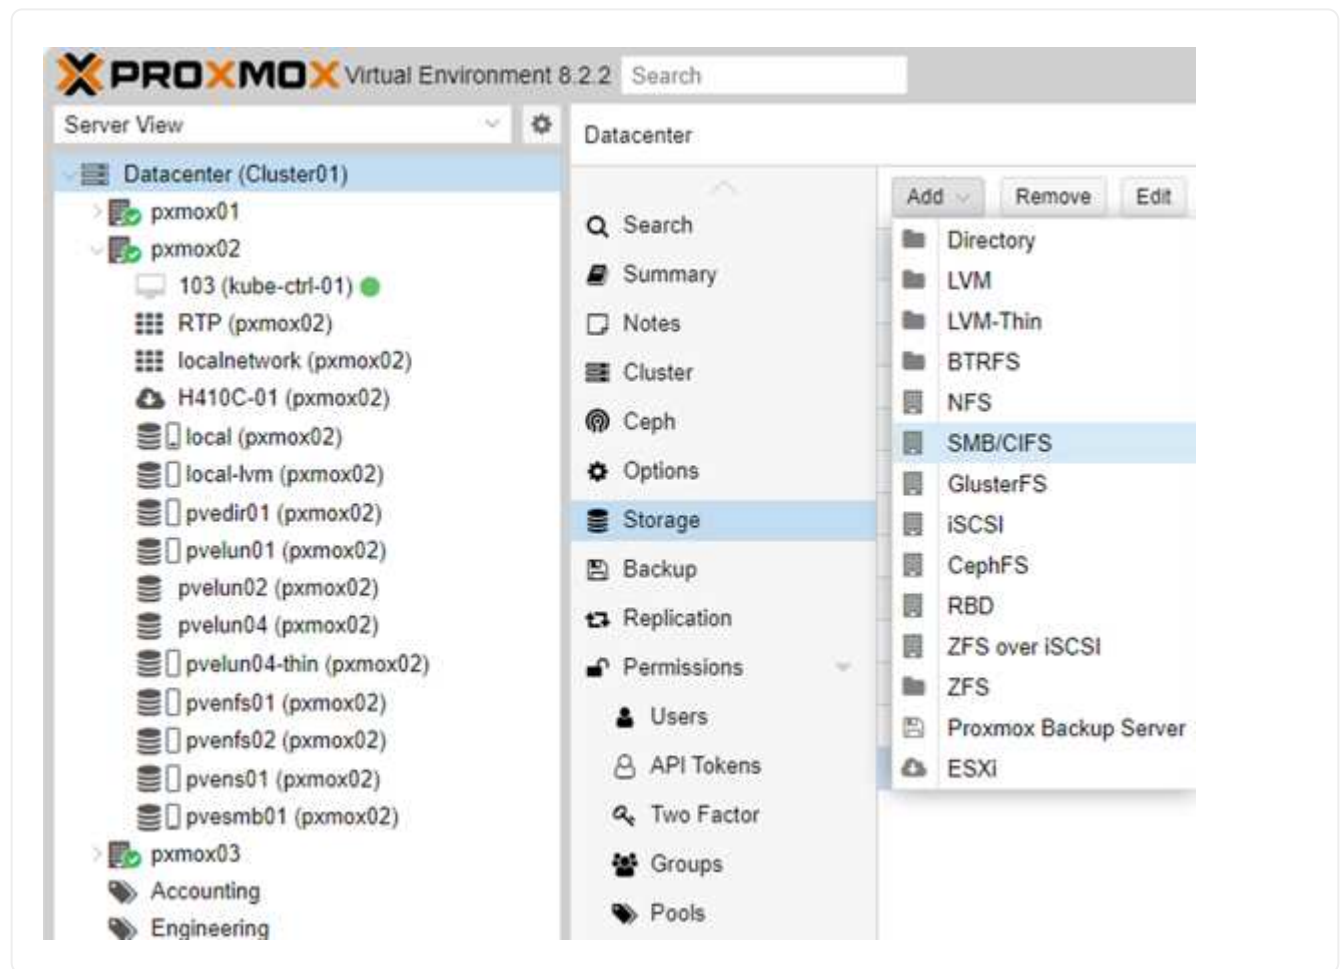 PROXMOX Virtual Environment 8.2.2 Search
Server View
Datacenter (Cluster01)
pxmox01
pxmox02
103 (kube-ctrl-01)
RTP (pxmox02)
localnetwork (pxmox02)
H410C-01 (pxmox02)
local (pxmox02)
local-lvm (pxmox02)
pvedir01 (pxmox02)
pvelun01 (pxmox02)
pvelun02 (pxmox02)
pvelun04 (pxmox02)
pvelun04-thin (pxmox02)
pvenfs01 (pxmox02)
pvenfs02 (pxmox02)
pvens01 (pxmox02)
pvesmb01 (pxmox02)
pxmox03
Accounting
Engineering
Datacenter
Search
Summary
Notes
Cluster
Ceph
Options
Storage
Backup
Replication
Permissions
Users
API Tokens
Two Factor
Groups
Pools
Add Remove Edit
Directory
LVM
LVM-Thin
BTRFS
NFS
SMB/CIFS
GlusterFS
iSCSI
CephFS
RBD
ZFS over iSCSI
ZFS
Proxmox Backup Server
ESXi